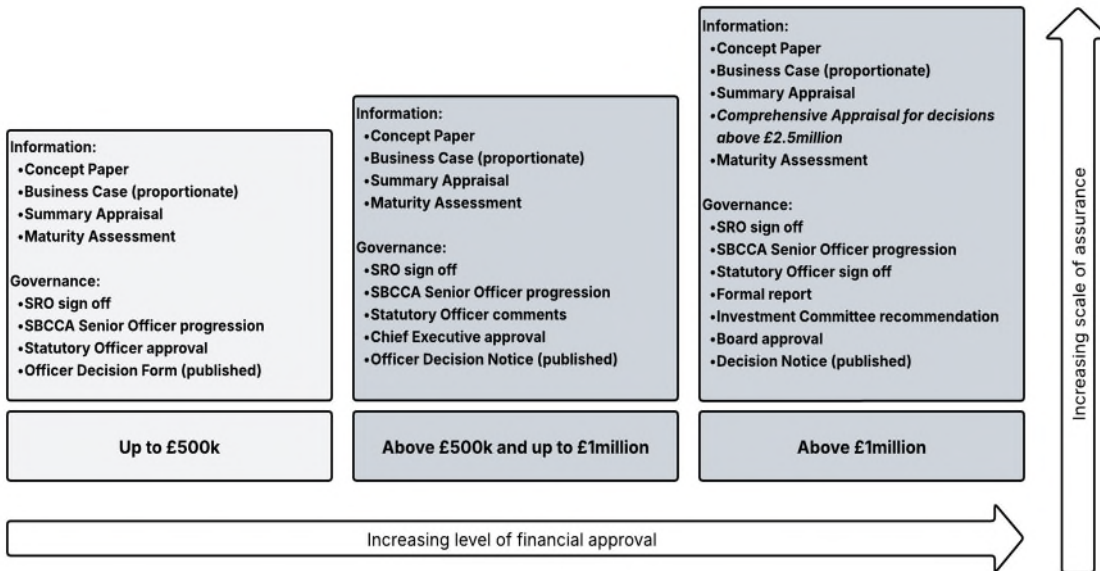 Information:
•Concept Paper
•Business Case (proportionate)
•Summary Appraisal
•Maturity Assessment
Governance:
•SRO sign off
•SBCCA Senior Officer progression
•Statutory Officer approval
•Officer Decision Form (published)
Up to £500k
Information:
•Concept Paper
•Business Case (proportionate)
•Summary Appraisal
•Maturity Assessment
Governance:
•SRO sign off
•SBCCA Senior Officer progression
•Statutory Officer comments
•Chief Executive approval
•Officer Decision Notice (published)
Above £500k and up to £1million
Information:
•Concept Paper
•Business Case (proportionate)
•Summary Appraisal
•Comprehensive Appraisal for decisions
above £2.5million
•Maturity Assessment
Governance:
•SRO sign off
•SBCCA Senior Officer progression
•Statutory Officer sign off
•Formal report
•Investment Committee recommendation
•Board approval
•Decision Notice (published)
Above £1million
Increasing level of financial approval
Increasing scale of assurance